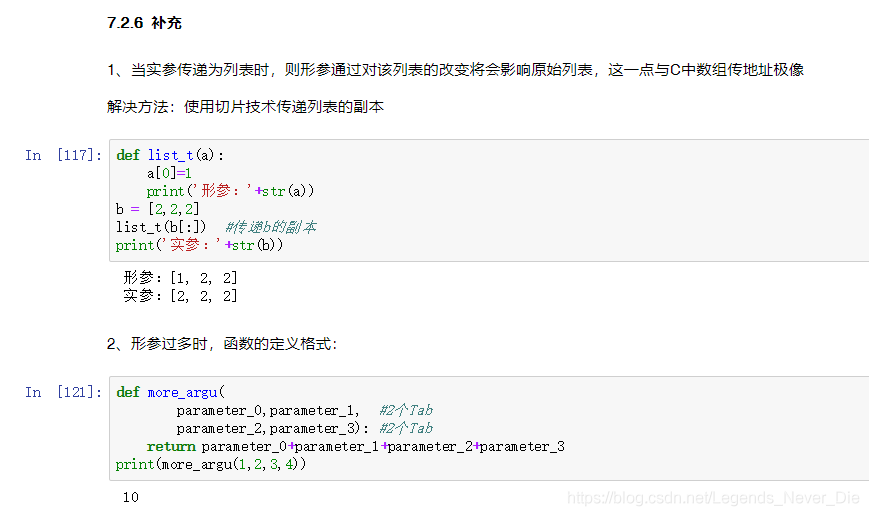 7.2.6 补充
1、当实参传递为列表时，则形参通过对该列表的改变将会影响原始列表，这一点与C中数组传地址极像
解决方法：使用切片技术传递列表的副本
In [117]: def list_t(a):
    a[0]=1
    print('形参：'+str(a))
b = [2,2,2]
list_t(b[:])  #传递b的副本
print('实参：'+str(b))
形参：[1, 2, 2]
实参：[2, 2, 2]
2、形参过多时，函数的定义格式：
In [121]: def more_argu(
        parameter_0,parameter_1,  #2个Tab
        parameter_2,parameter_3): #2个Tab
    return parameter_0+parameter_1+parameter_2+parameter_3
print(more_argu(1,2,3,4))
10
https://blog.csdn.net/Legends_Never_Die